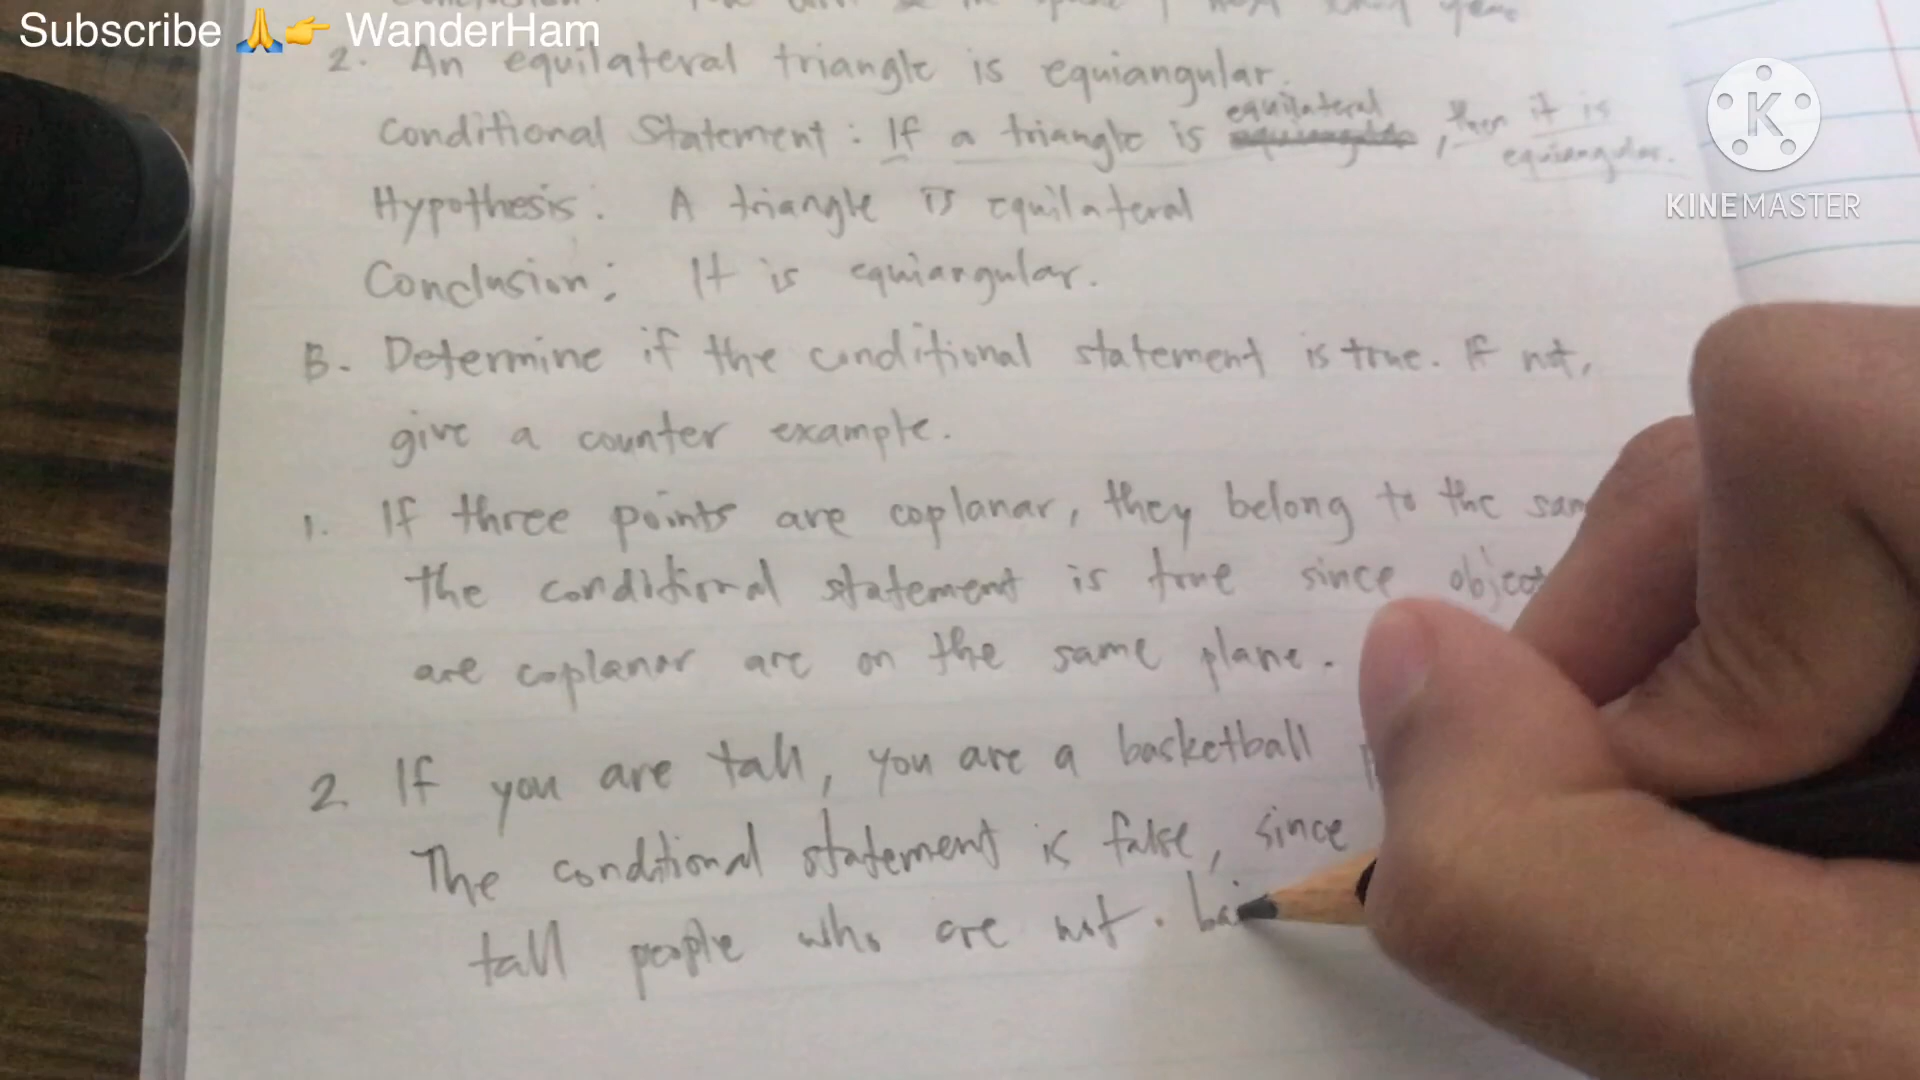 Subscribe 🙏👉 WanderHam
2. An equilateral triangle is equiangular.
Conditional Statement: If a triangle is equilateral, then it is
equiangular.
Hypothesis: A triangle is equilateral
Conclusion: It is equiangular.
B. Determine if the conditional statement is true. If not,
give a counter example.
1. If three points are coplanar, they belong to the
The conditional statement is true since
are coplanar are on the same plane.
2. If you are tall, you are a basketball
The conditional statement is false, since
tall people who are not.
KINEMASTER